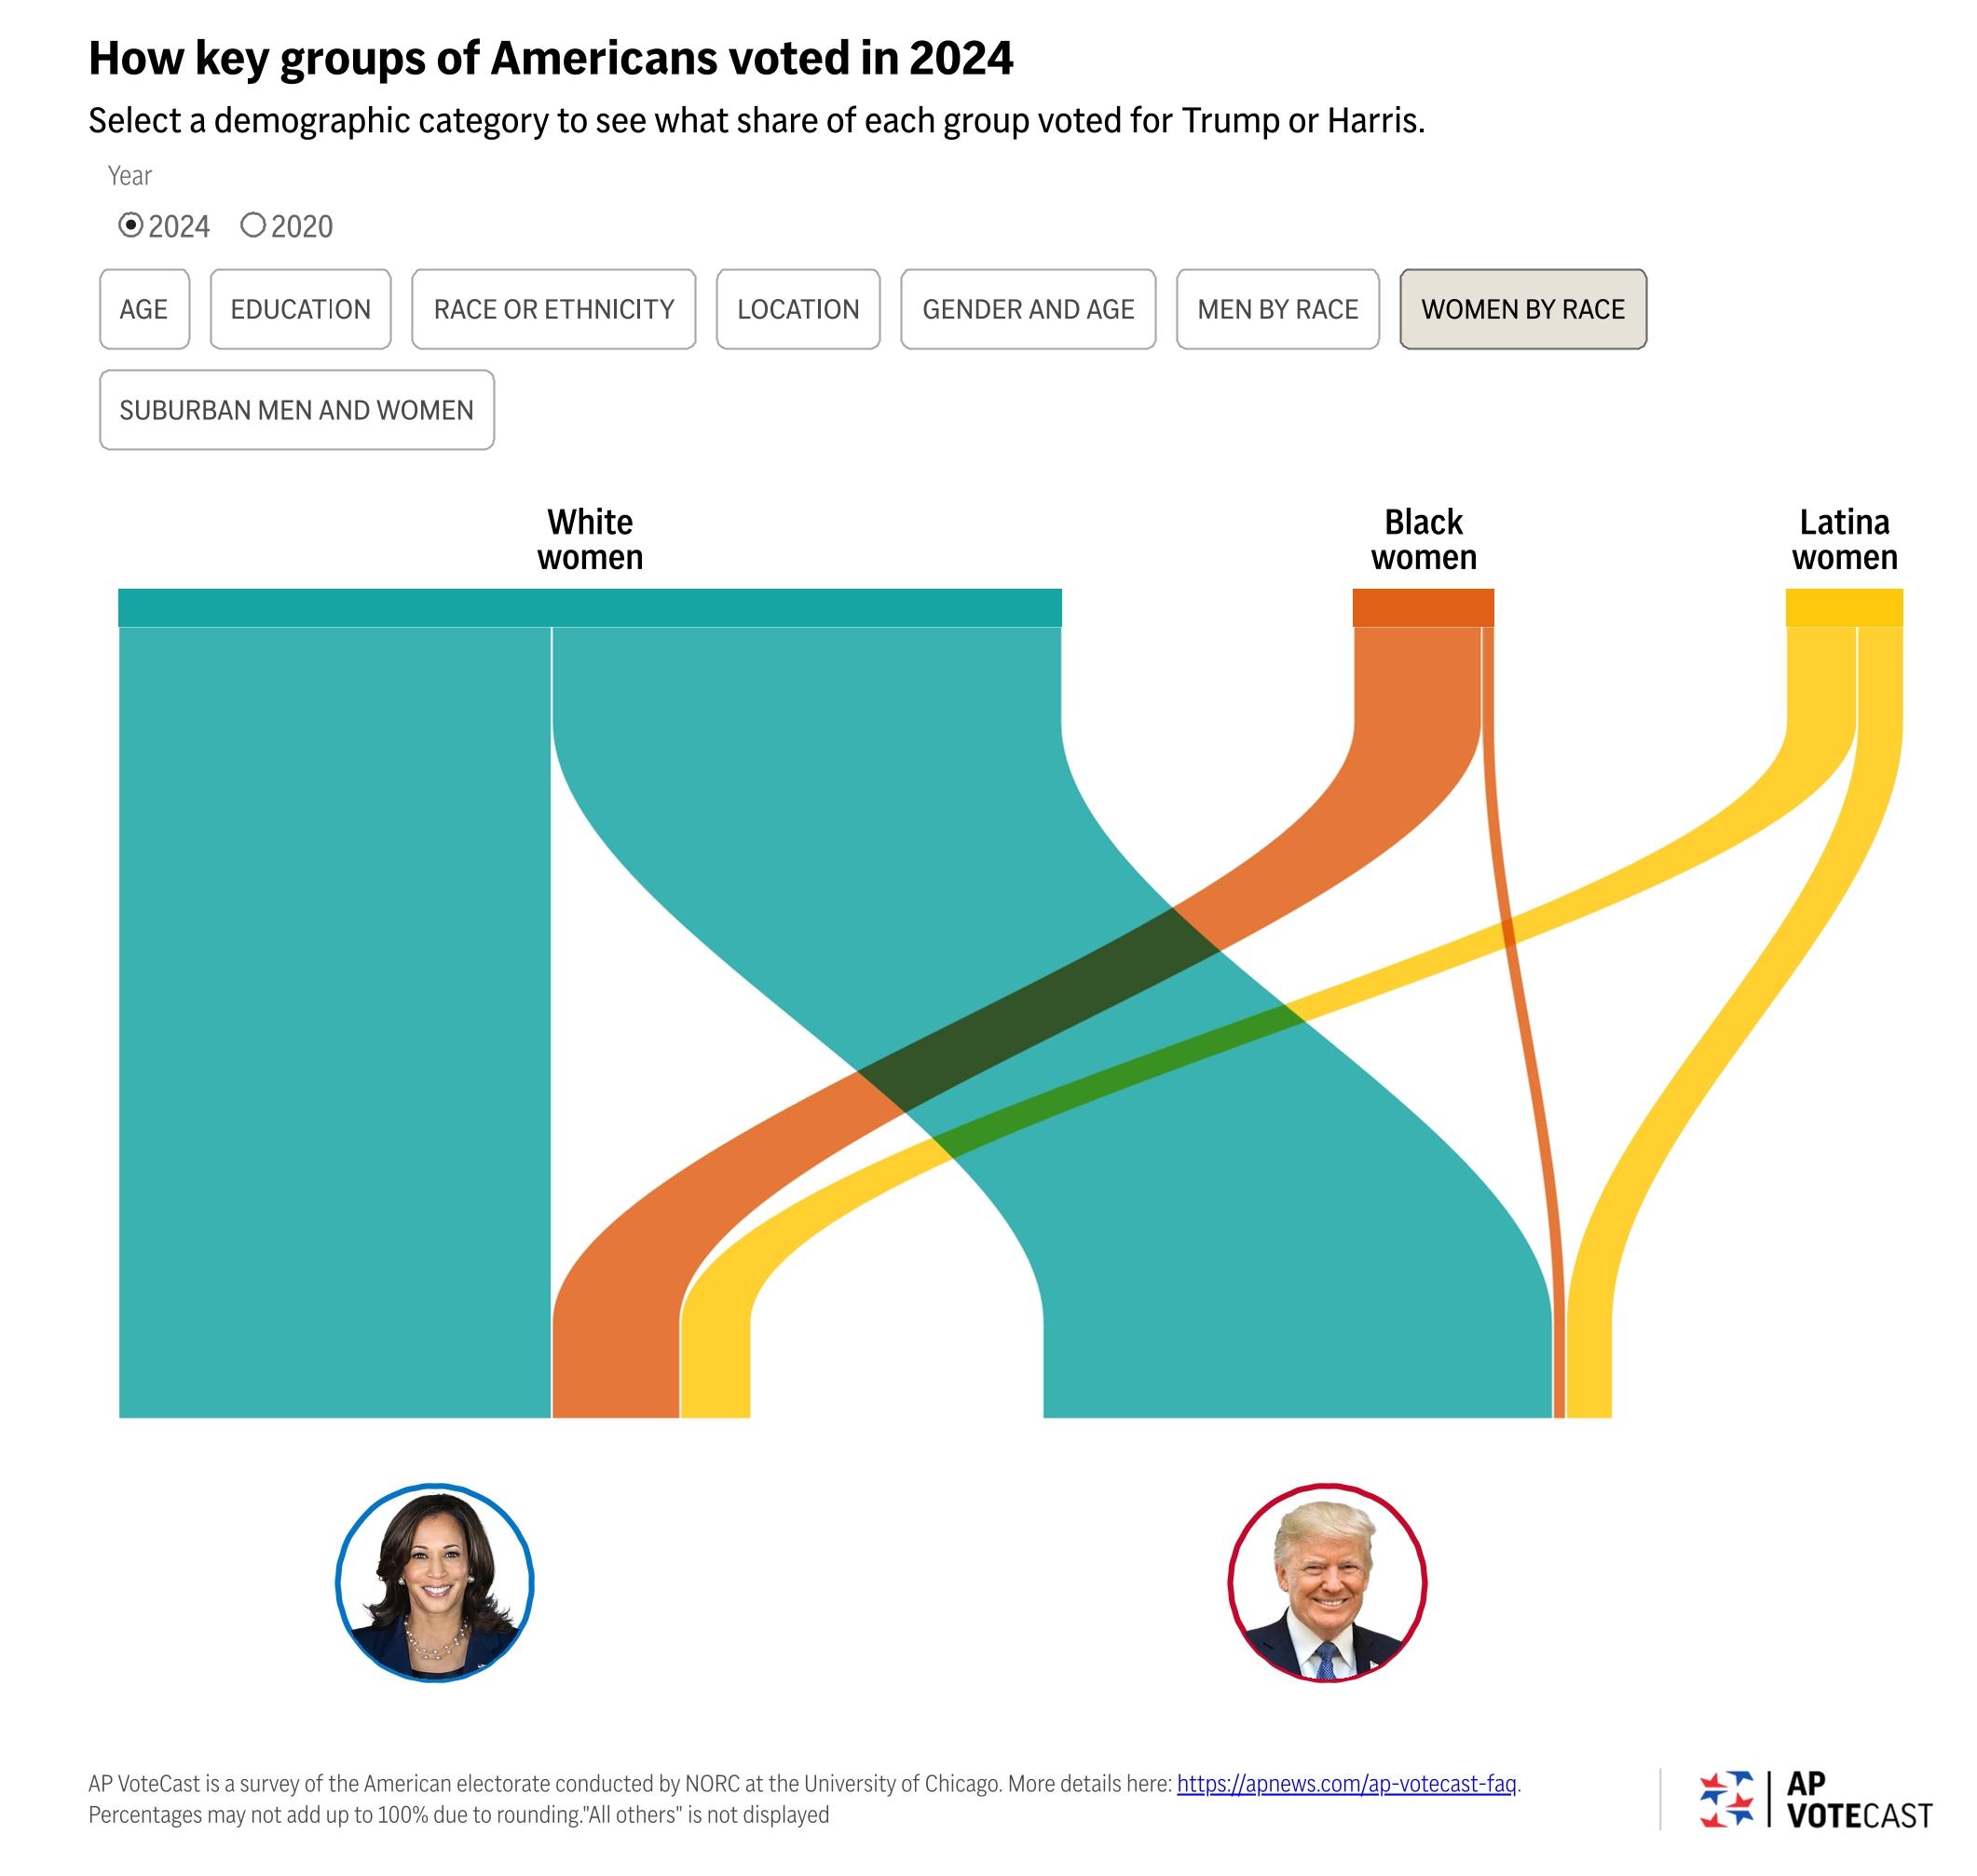 How key groups of Americans voted in 2024
Select a demographic category to see what share of each group voted for Trump or Harris.
Year
2024 2020
AGE EDUCATION RACE OR ETHNICITY LOCATION GENDER AND AGE MEN BY RACE WOMEN BY RACE
SUBURBAN MEN AND WOMEN
White
women
Black
women
Latina
women
AP VoteCast is a survey of the American electorate conducted by NORC at the University of Chicago. More details here: https://apnews.com/ap-votecast-faq.
Percentages may not add up to 100% due to rounding."All others" is not displayed
AP
VOTECAST